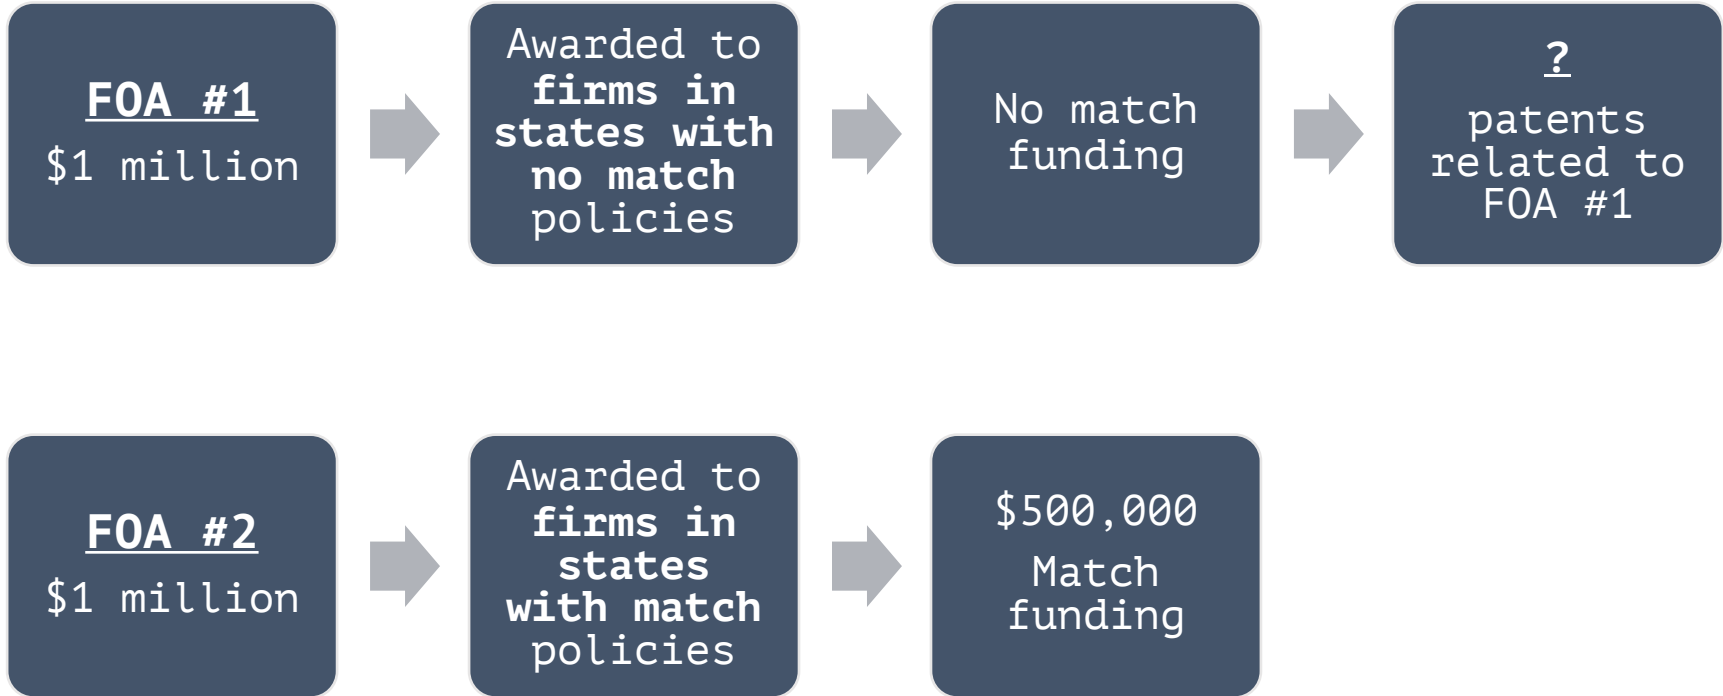 FOA #1
$1 million
Awarded to
firms in
states with
no match
policies
No match
funding
?
patents
related to
FOA #1
FOA #2
$1 million
Awarded to
firms in
states
with match
policies
$500,000
Match
funding